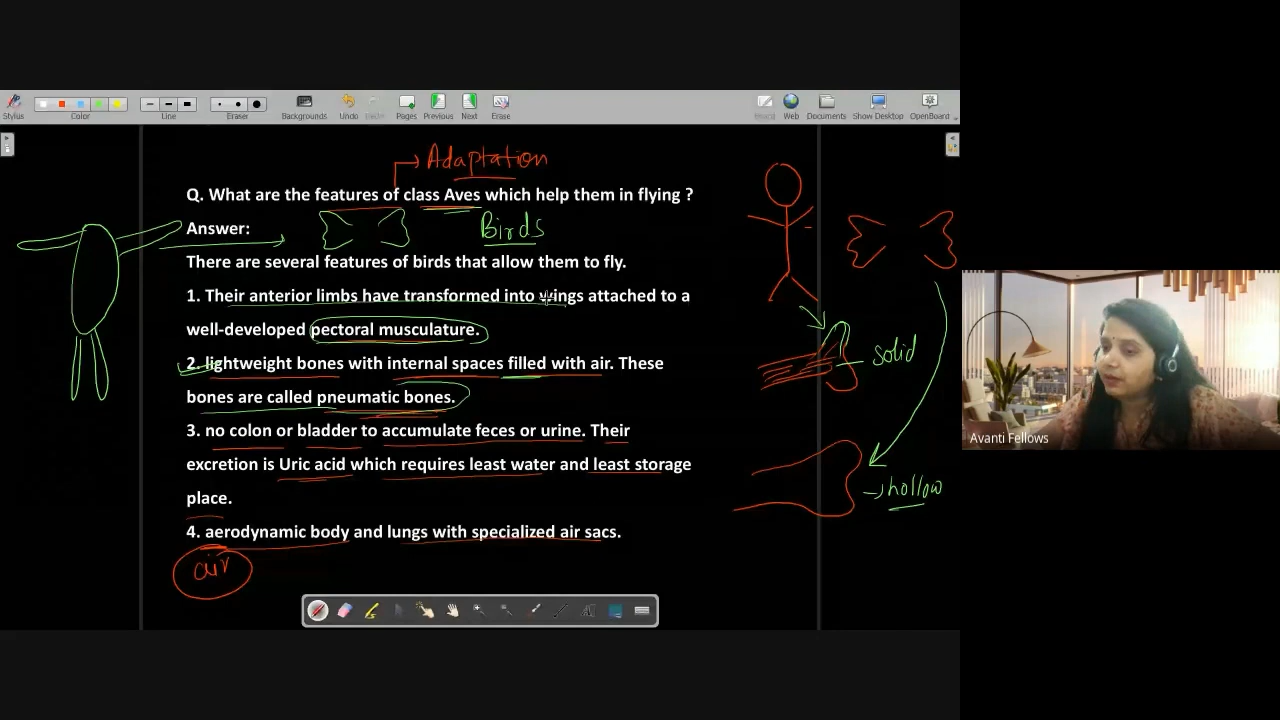 Stylus
Color
Line
Eraser
Backgrounds
Undo
Pages
Previous
Next
Erase
Web
Documents
Show Desktop
OpenBoard
Adaptation
Q. What are the features of class Aves which help them in flying ?
Answer:
Birds
There are several features of birds that allow them to fly.
1. Their anterior limbs have transformed into wings attached to a
well-developed pectoral musculature.
solid
2. lightweight bones with internal spaces filled with air. These
bones are called pneumatic bones.
3. no colon or bladder to accumulate feces or urine. Their
excretion is Uric acid which requires least water and least storage
hollow
place.
4. aerodynamic body and lungs with specialized air sacs.
air
Avanti Fellows